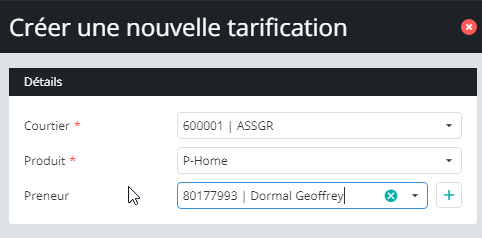 Créer une nouvelle tarification
Détails
Courtier * 600001 | ASSGR
Produit * P-Home
Preneur 80177993 | Dormal Geoffrey